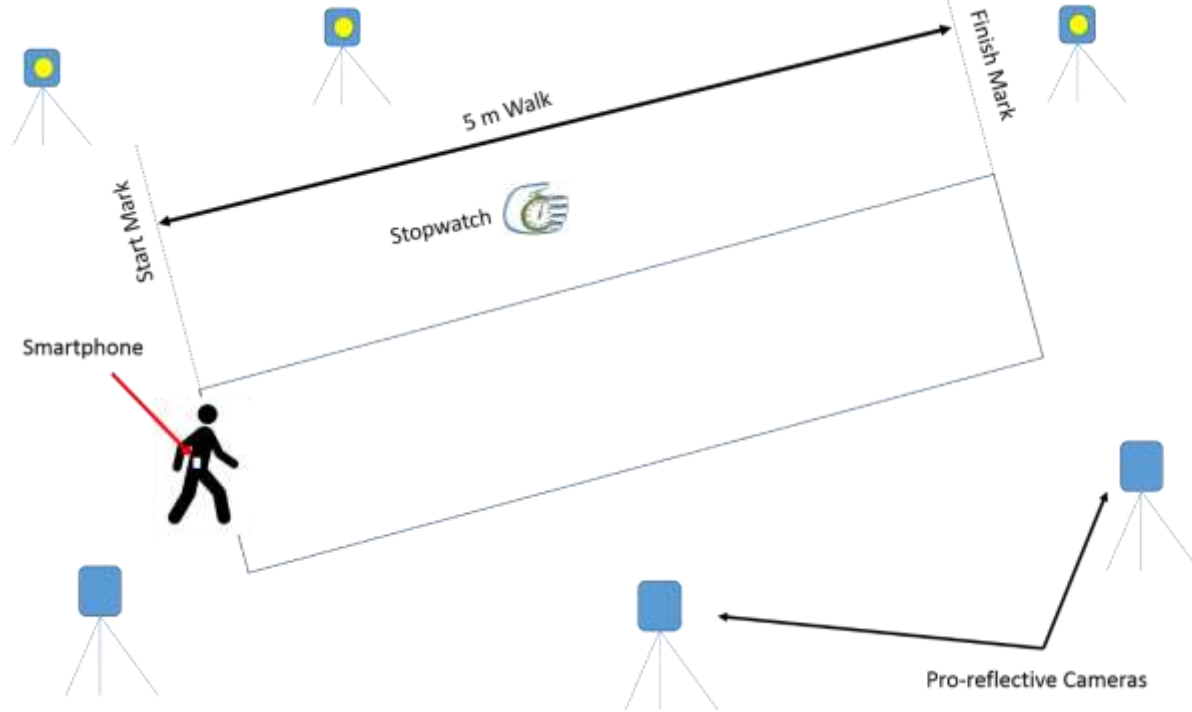 Finish Mark
5 m Walk
Start Mark
Stopwatch
Smartphone
Pro-reflective Cameras